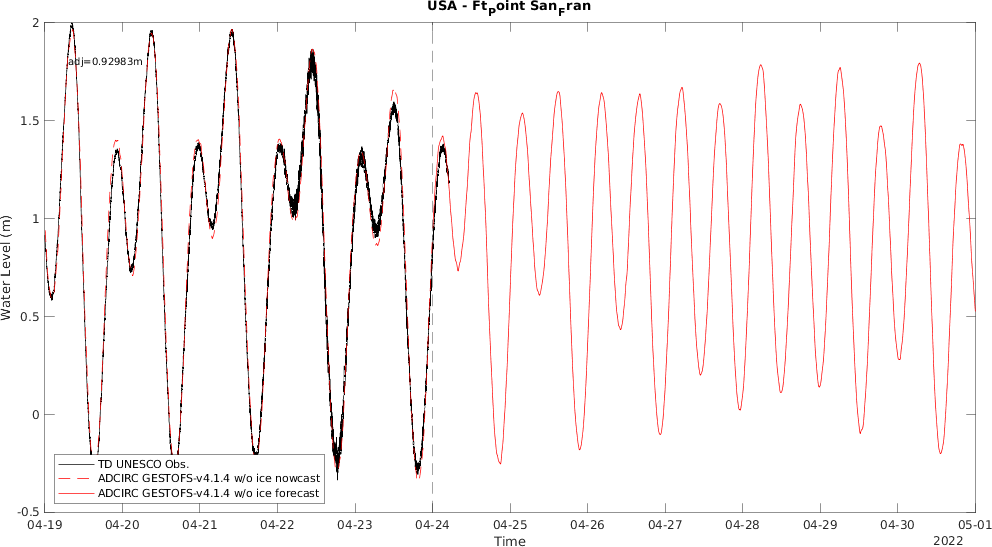 USA - Ft_Point San_Fran
2
adj=0.92983m
1.5
1
0.5
0
-0.5
Water Level (m)
TD UNESCO Obs.
ADCIRC GESTOFS-v4.1.4 w/o ice nowcast
ADCIRC GESTOFS-v4.1.4 w/o ice forecast
04-19 04-20 04-21 04-22 04-23 04-24 04-25 04-26 04-27 04-28 04-29 04-30 05-01
Time
2022